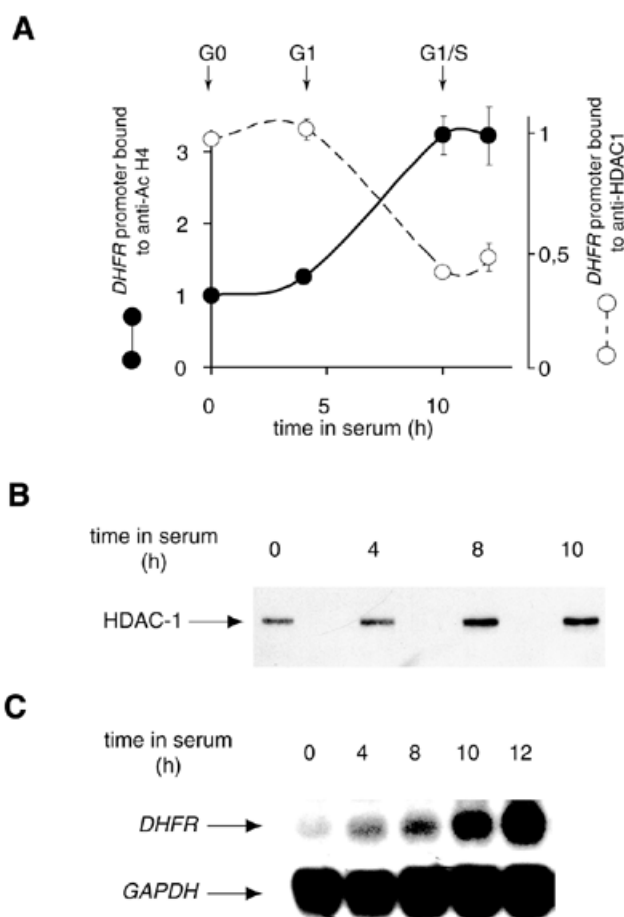 A
G0 G1 G1/S
DHFR promoter bound
to anti-Ac H4
3
2
1
0
1
0,5
0
DHFR promoter bound
to anti-HDAC1
0 5 10
time in serum (h)
B
time in serum
(h)
0 4 8 10
HDAC-1
C
time in serum
(h)
0 4 8 10 12
DHFR
GAPDH